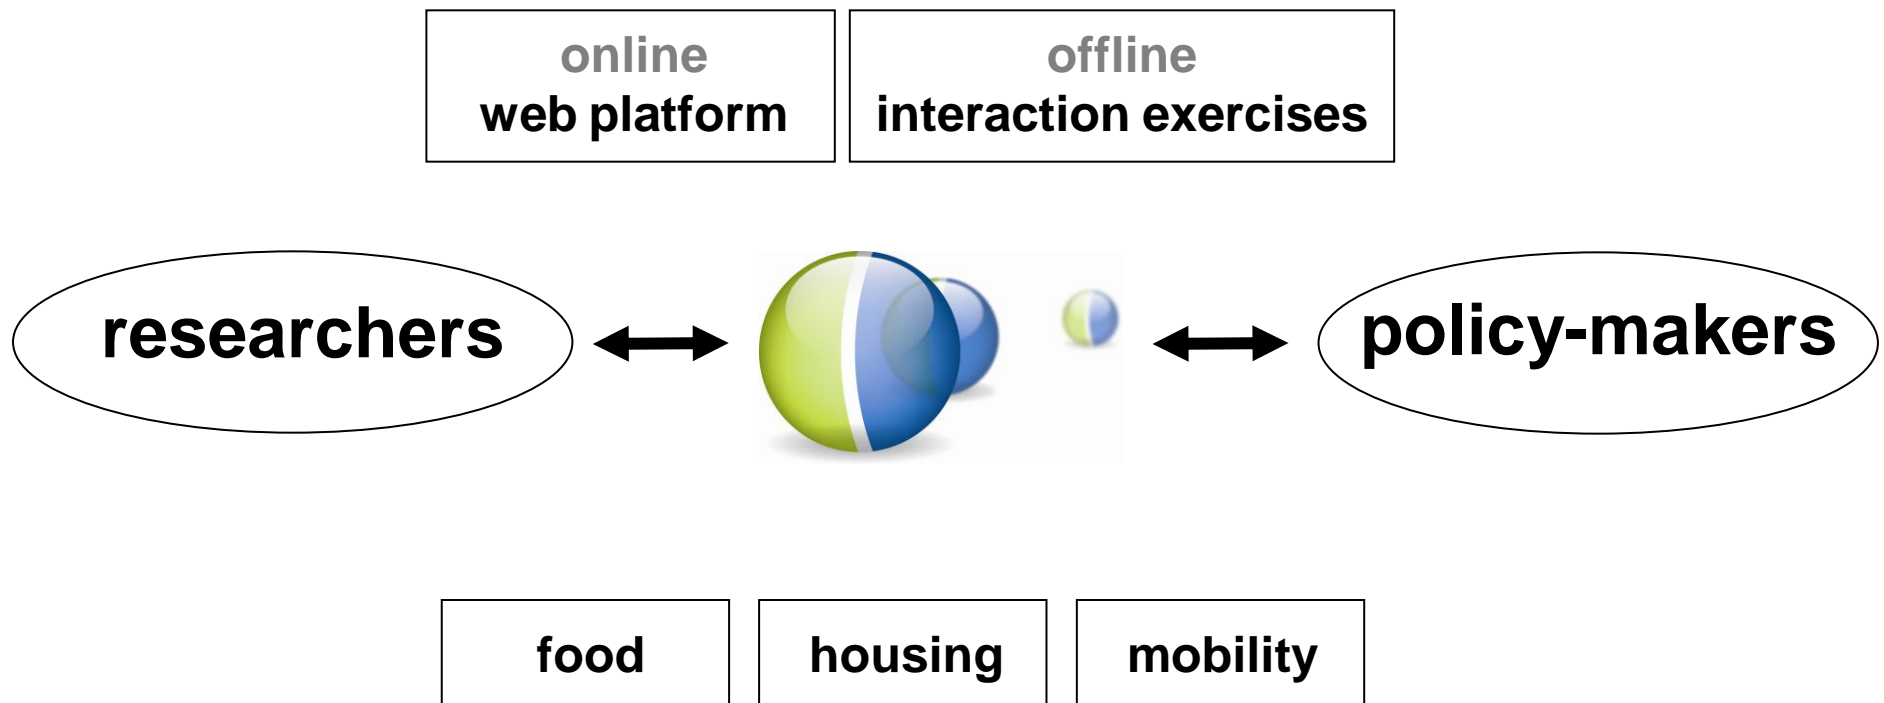 online
web platform
offline
interaction exercises
researchers
policy-makers
food
housing
mobility